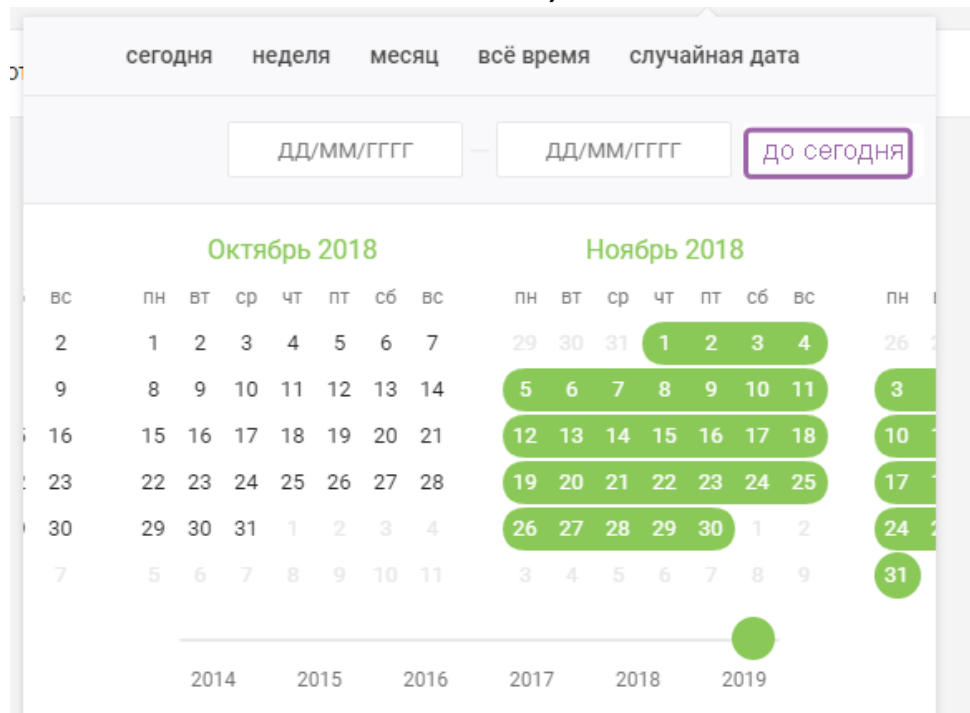 сегодня неделя месяц всё время случайная дата
от
ДД/ММ/ГГГГ — ДД/ММ/ГГГГ до сегодня
Октябрь 2018 Ноябрь 2018
вс пн вт ср чт пт сб вс пн вт ср чт пт сб вс пн
2 1 2 3 4 5 6 7 29 30 31 1 2 3 4 26
9 8 9 10 11 12 13 14 5 6 7 8 9 10 11 3
16 15 16 17 18 19 20 21 12 13 14 15 16 17 18 10
23 22 23 24 25 26 27 28 19 20 21 22 23 24 25 17
30 29 30 31 1 2 3 4 26 27 28 29 30 1 2 24
7 5 6 7 8 9 10 11 3 4 5 6 7 8 9 31
2014 2015 2016 2017 2018 2019